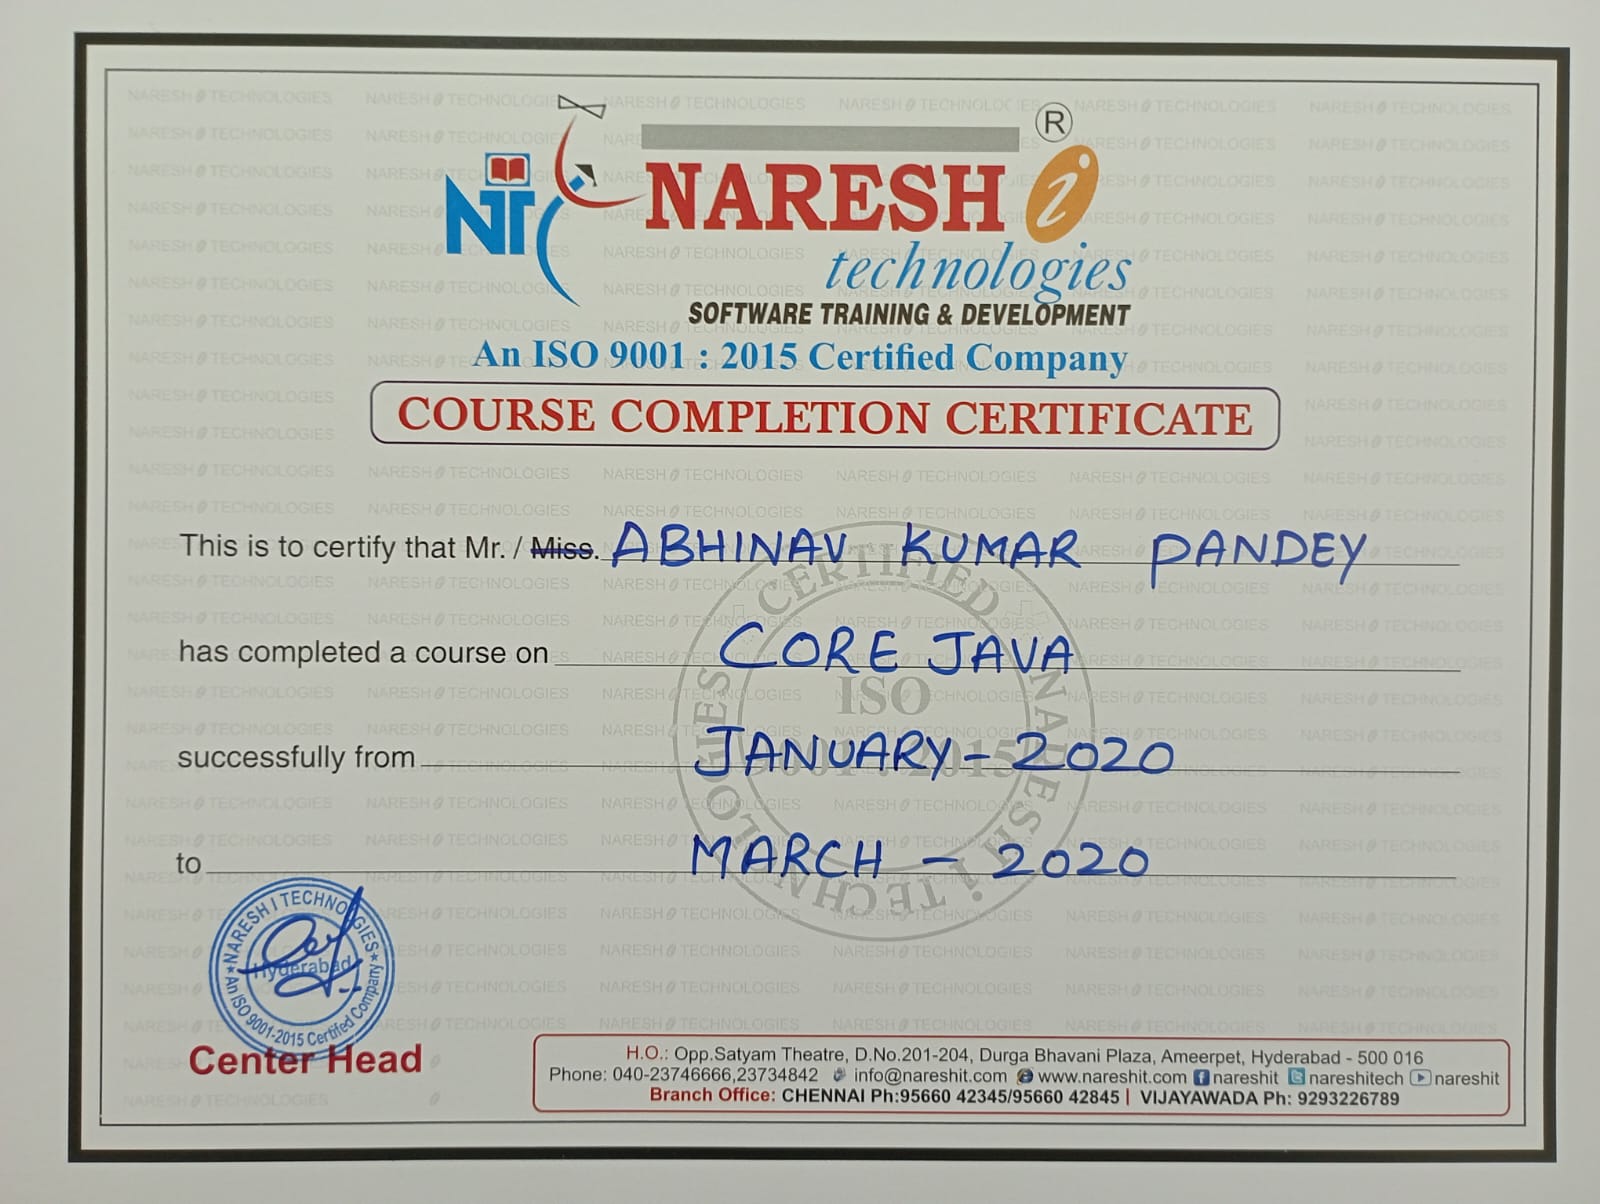 NT
NARESH i ®
technologies
SOFTWARE TRAINING & DEVELOPMENT
An ISO 9001 : 2015 Certified Company
COURSE COMPLETION CERTIFICATE
This is to certify that Mr. / Miss. ABHINAV KUMAR PANDEY
has completed a course on CORE JAVA
successfully from JANUARY - 2020
to MARCH - 2020
CERTIFIED NARESH i TECHNOLOGIES
ISO
9001 : 2015
NARESH I TECHNOLOGIES
Hyderabad
An ISO 9001-2015 Certified Company
Center Head
H.O.: Opp.Satyam Theatre, D.No.201-204, Durga Bhavani Plaza, Ameerpet, Hyderabad - 500 016
Phone: 040-23746666,23734842 info@nareshit.com www.nareshit.com nareshit nareshitech nareshit
Branch Office: CHENNAI Ph:95660 42345/95660 42845 | VIJAYAWADA Ph: 9293226789